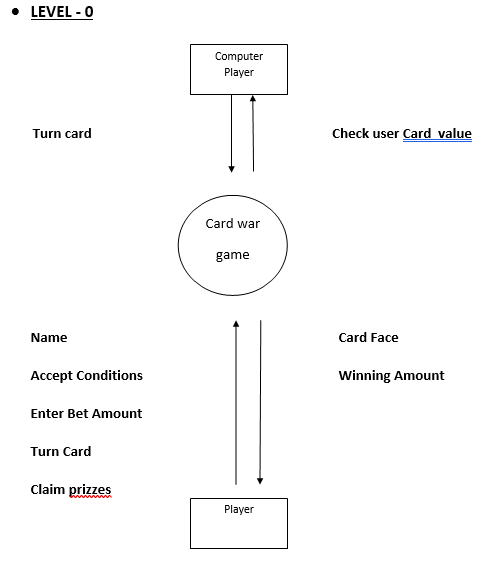 LEVEL - 0
Computer
Player
Turn card
Check user Card value
Card war
game
Name
Card Face
Accept Conditions
Winning Amount
Enter Bet Amount
Turn Card
Claim prizzes
Player